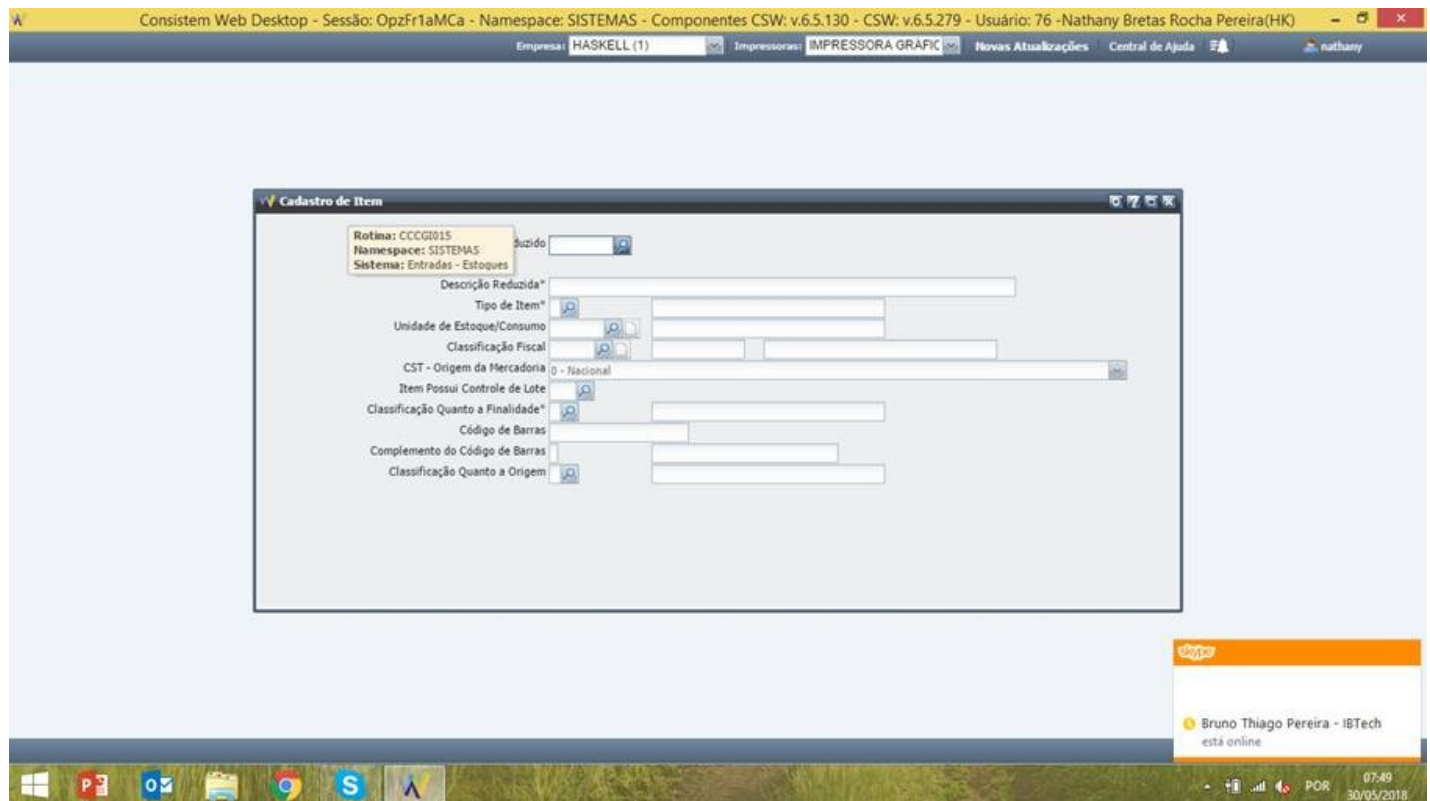 Consistem Web Desktop - Sessão: OpzFr1aMCa - Namespace: SISTEMAS - Componentes CSW: v.6.5.130 - CSW: v.6.5.279 - Usuário: 76 -Nathany Bretas Rocha Pereira(HK)
Empresa: HASKELL (1) Impressoras: IMPRESSORA GRAFIC Novas Atualizações Central de Ajuda nathany
Cadastro de Item
Rotina: CCCGI015
Namespace: SISTEMAS
Sistema: Entradas - Estoques
duzido
Descrição Reduzida*
Tipo de Item*
Unidade de Estoque/Consumo
Classificação Fiscal
CST - Origem da Mercadoria 0 - Nacional
Item Possui Controle de Lote
Classificação Quanto a Finalidade*
Código de Barras
Complemento do Código de Barras
Classificação Quanto a Origem
skype
Bruno Thiago Pereira - IBTech
está online
POR 07:49
30/05/2018